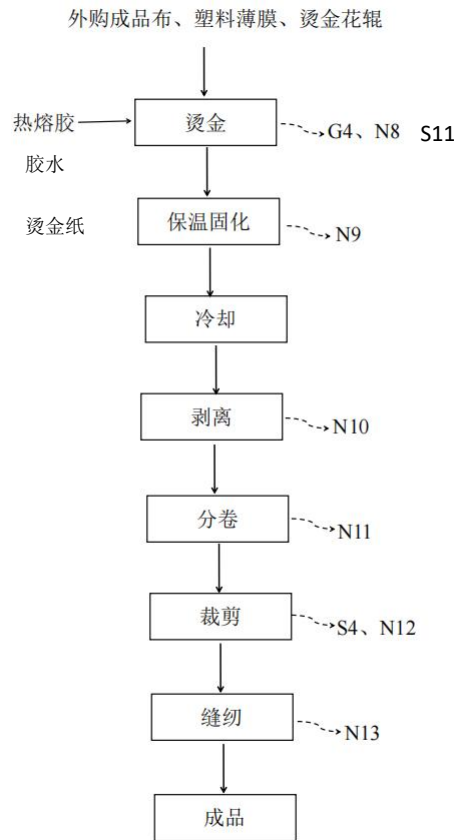 外购成品布、塑料薄膜、烫金花辊
热熔胶
烫金
G4、N8 S11
胶水
烫金纸
保温固化
N9
冷却
剥离
N10
分卷
N11
裁剪
S4、N12
缝纫
N13
成品